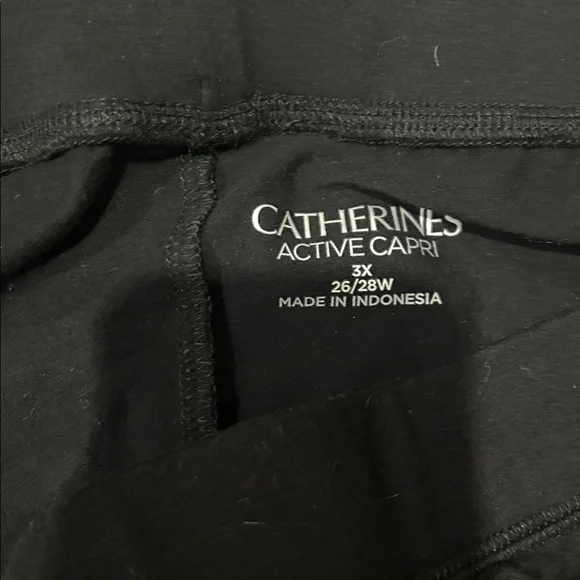 CATHERINES
ACTIVE CAPRI
3X
26/28W
MADE IN INDONESIA